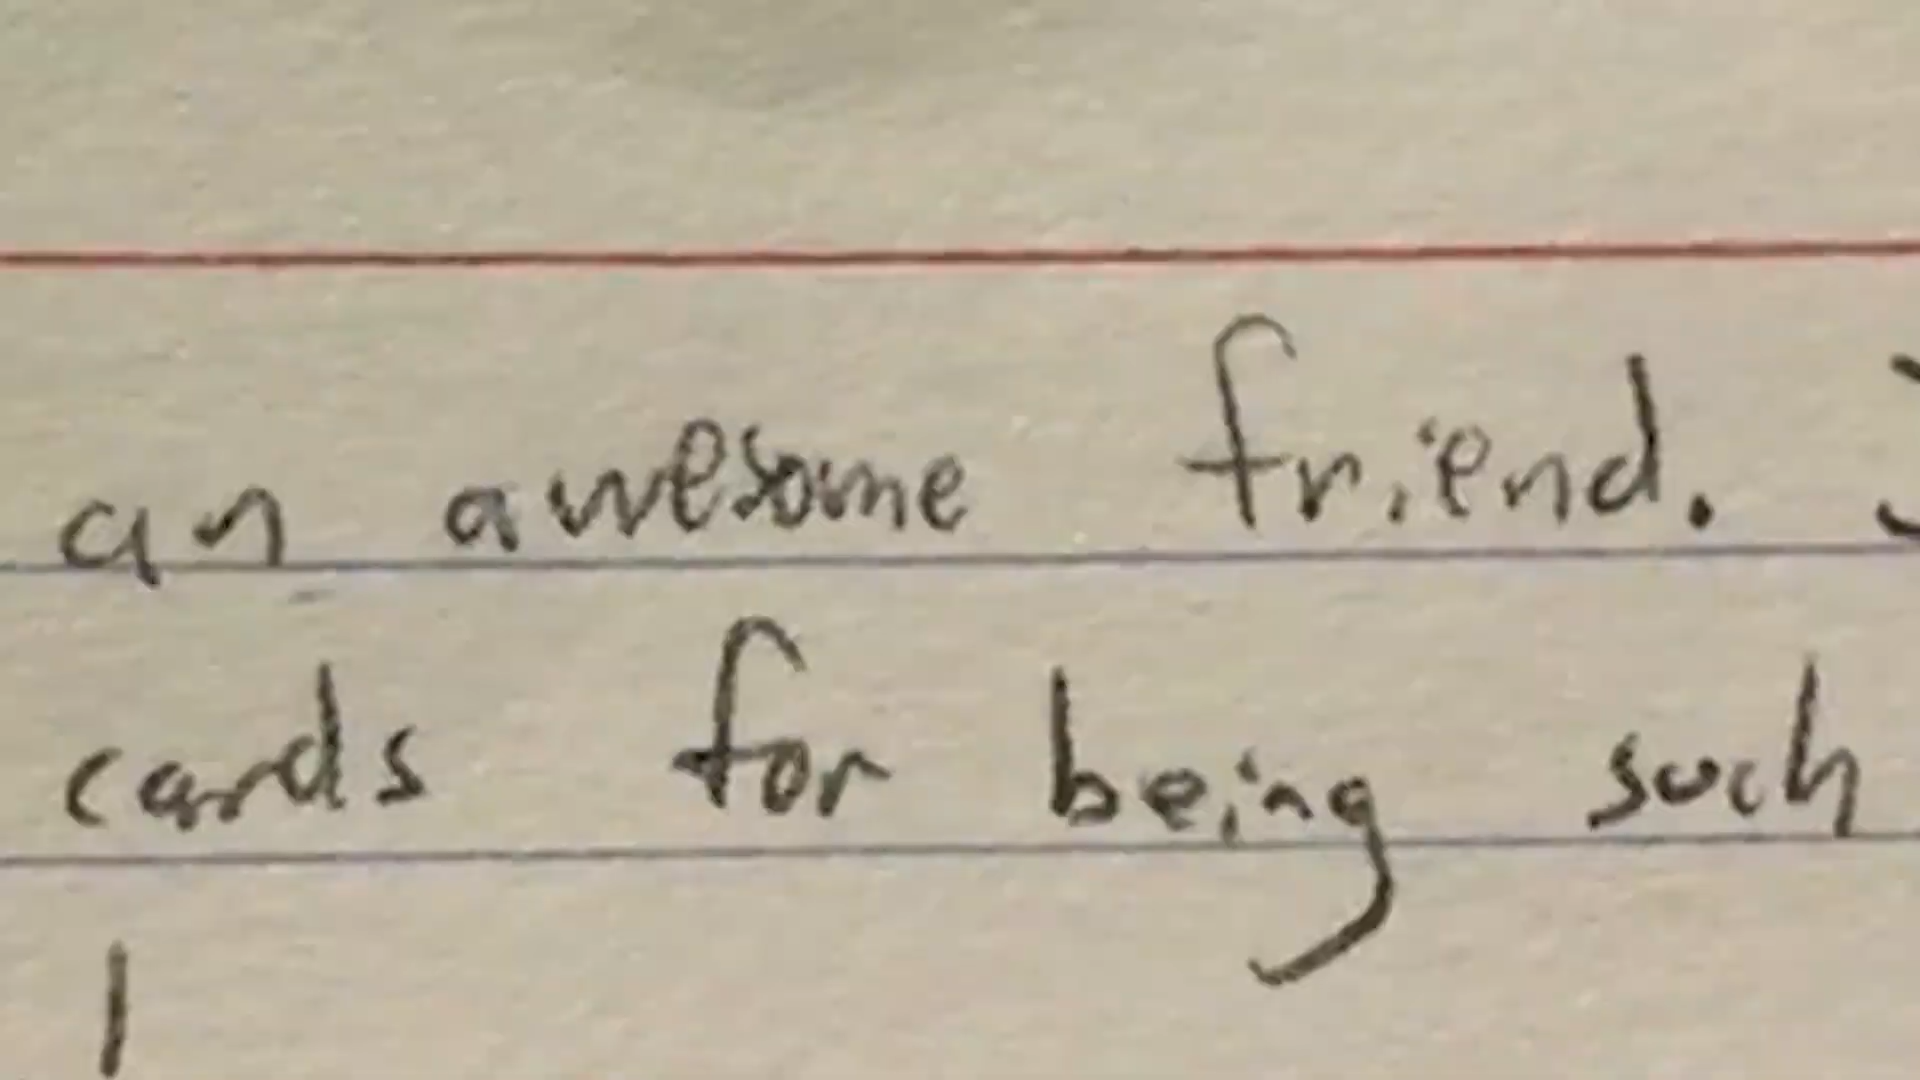 an awesome friend.
cards for being such